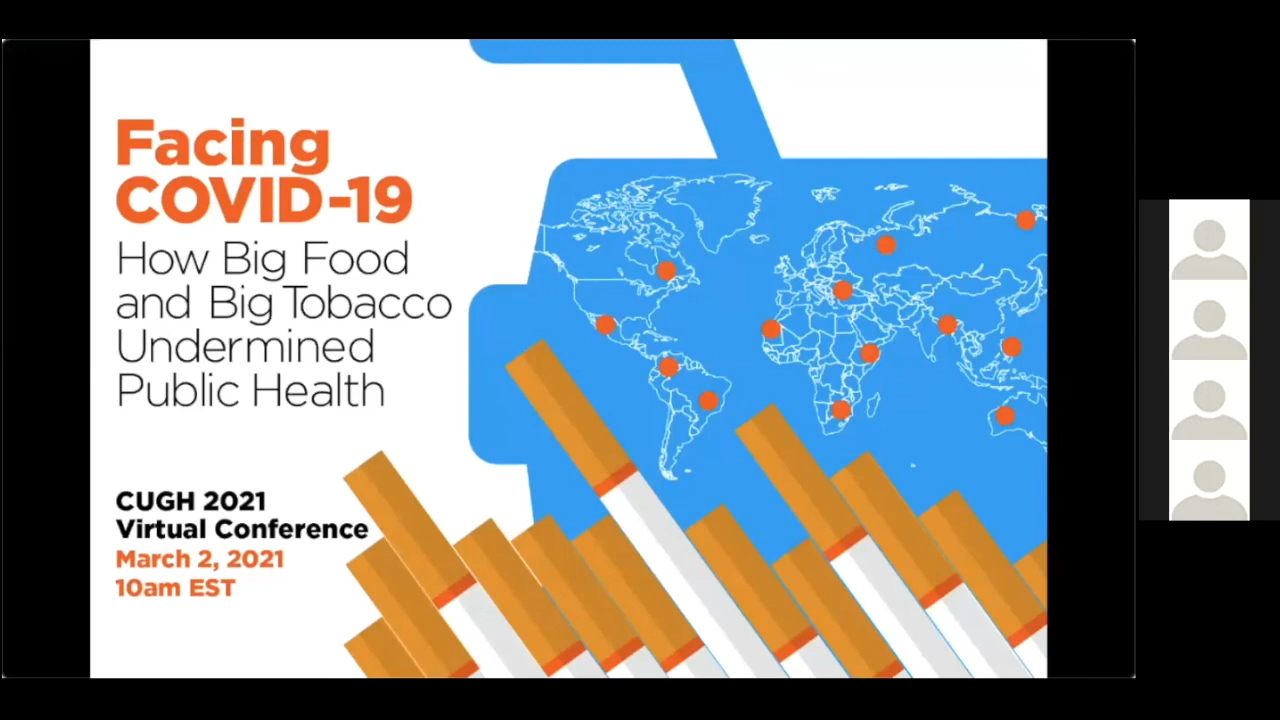 Facing
COVID-19
How Big Food
and Big Tobacco
Undermined
Public Health
CUGH 2021
Virtual Conference
March 2, 2021
10am EST